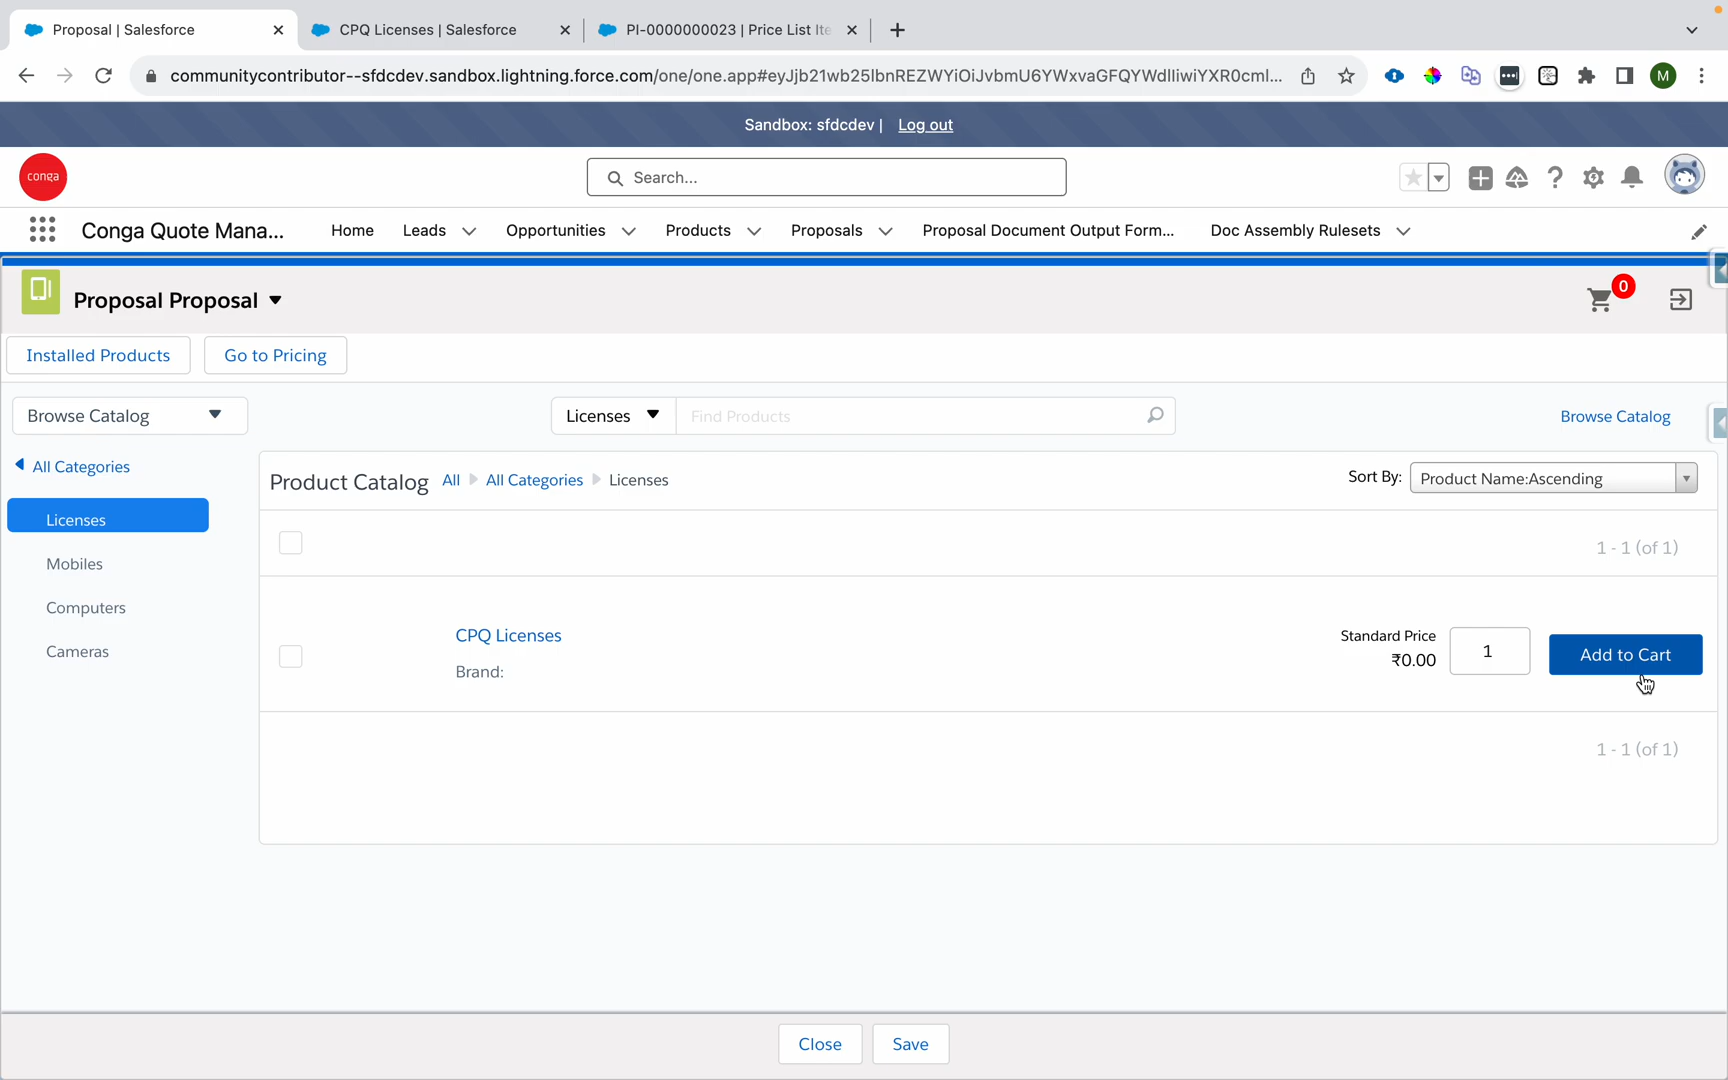 Proposal | Salesforce
CPQ Licenses | Salesforce
PI-0000000023 | Price List Ite
communitycontributor--sfdcdev.sandbox.lightning.force.com/one/one.app#eyJjb21wb25lbnREZWYiOiJvbmU6YWxvaGFQYWdlIiwiYXR0cml...
M
Sandbox: sfdcdev | Log out
conga
Search...
Conga Quote Mana...
Home
Leads
Opportunities
Products
Proposals
Proposal Document Output Form...
Doc Assembly Rulesets
Proposal Proposal
0
Installed Products
Go to Pricing
Browse Catalog
Licenses
Find Products
Browse Catalog
All Categories
Licenses
Mobiles
Computers
Cameras
Product Catalog All All Categories Licenses
Sort By: Product Name:Ascending
1 - 1 (of 1)
CPQ Licenses
Brand:
Standard Price
₹0.00
1
Add to Cart
1 - 1 (of 1)
Close
Save